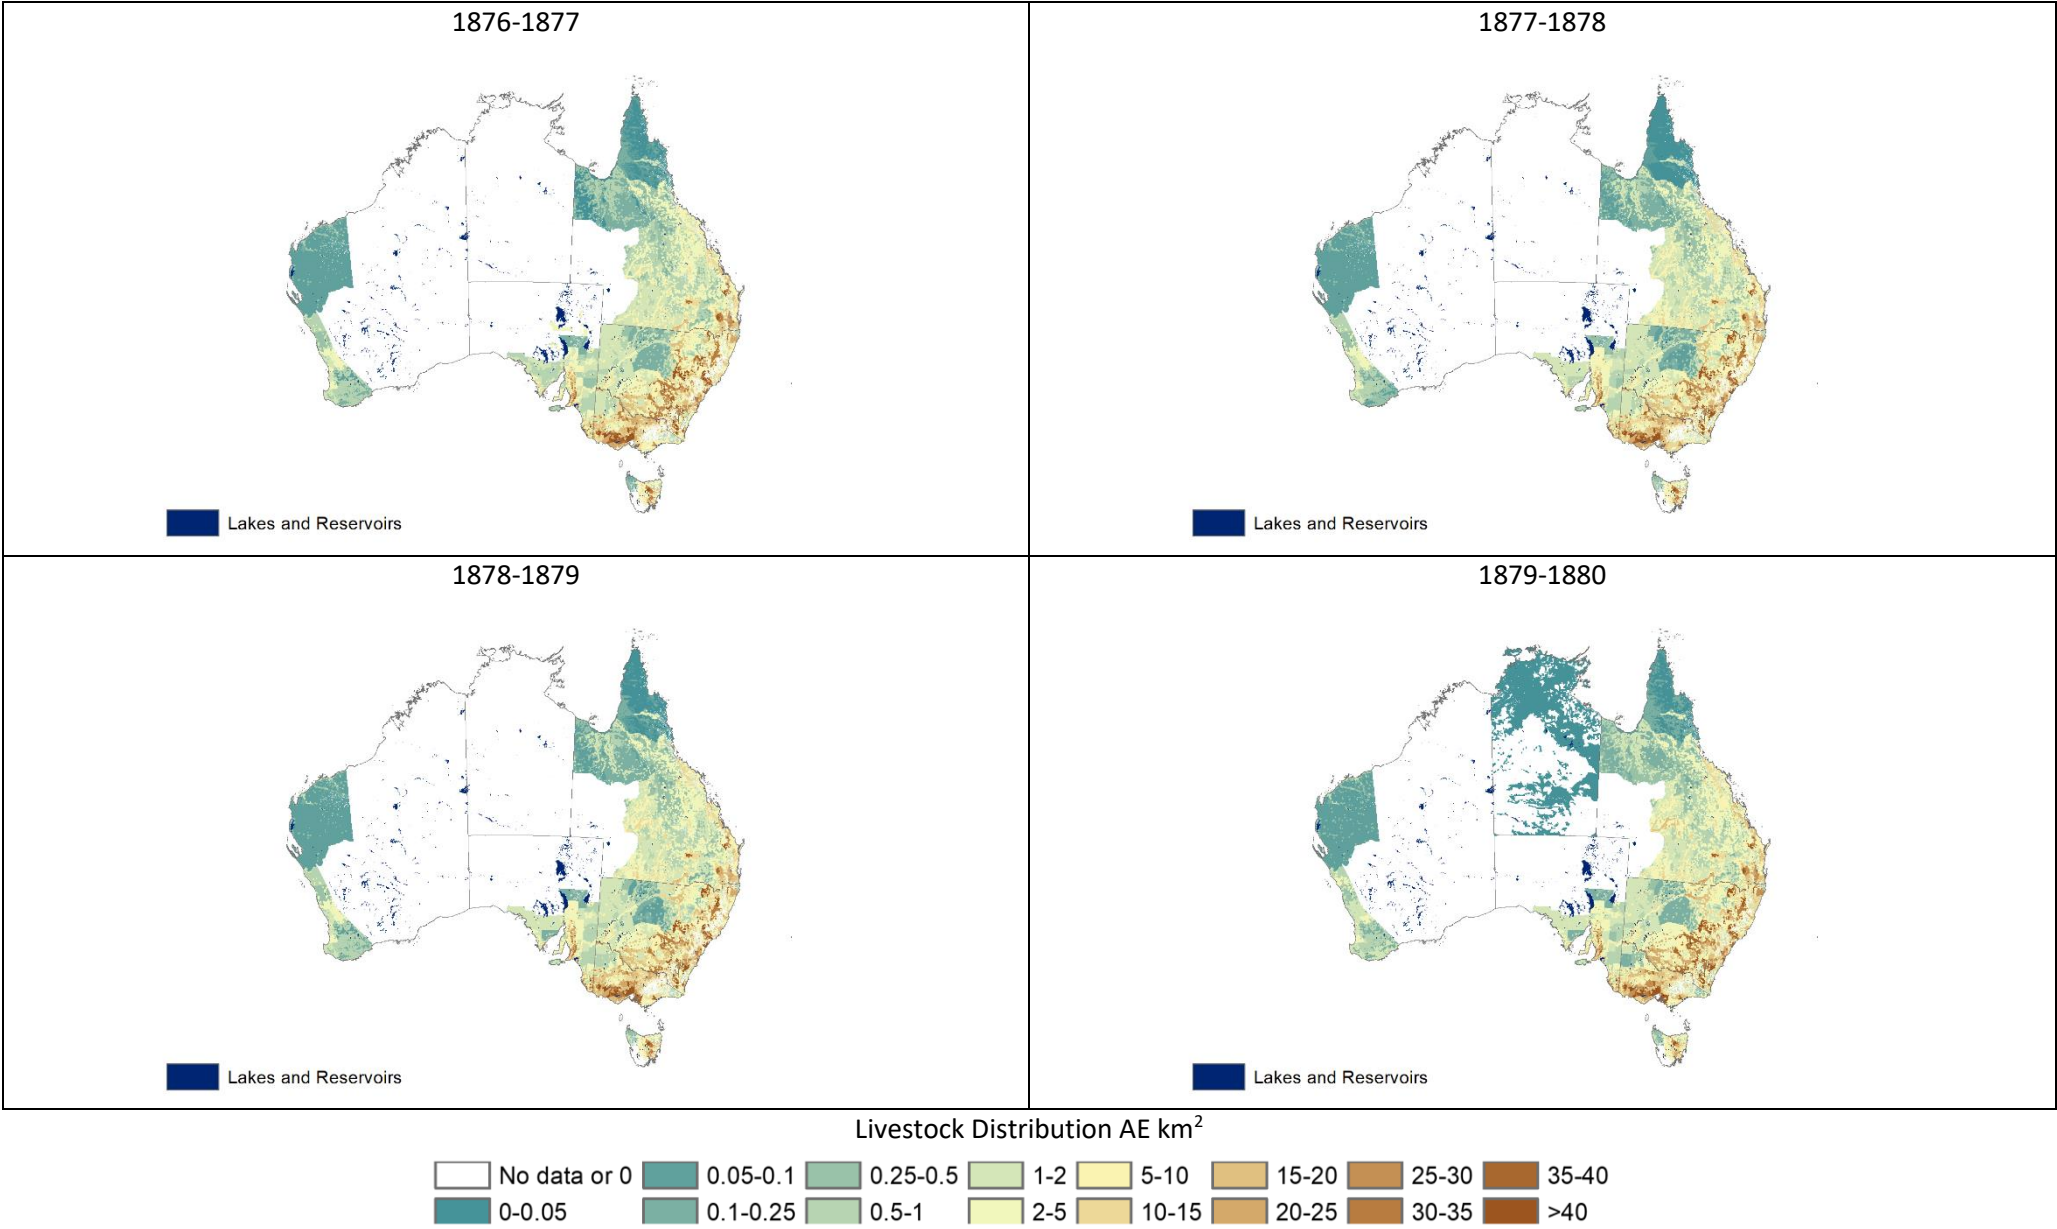 1876-1877
1877-1878
Lakes and Reservoirs
Lakes and Reservoirs
1878-1879
1879-1880
Lakes and Reservoirs
Lakes and Reservoirs
Livestock Distribution AE km²
No data or 0 0.05-0.1 0.25-0.5 1-2 5-10 15-20 25-30 35-40
0-0.05 0.1-0.25 0.5-1 2-5 10-15 20-25 30-35 >40